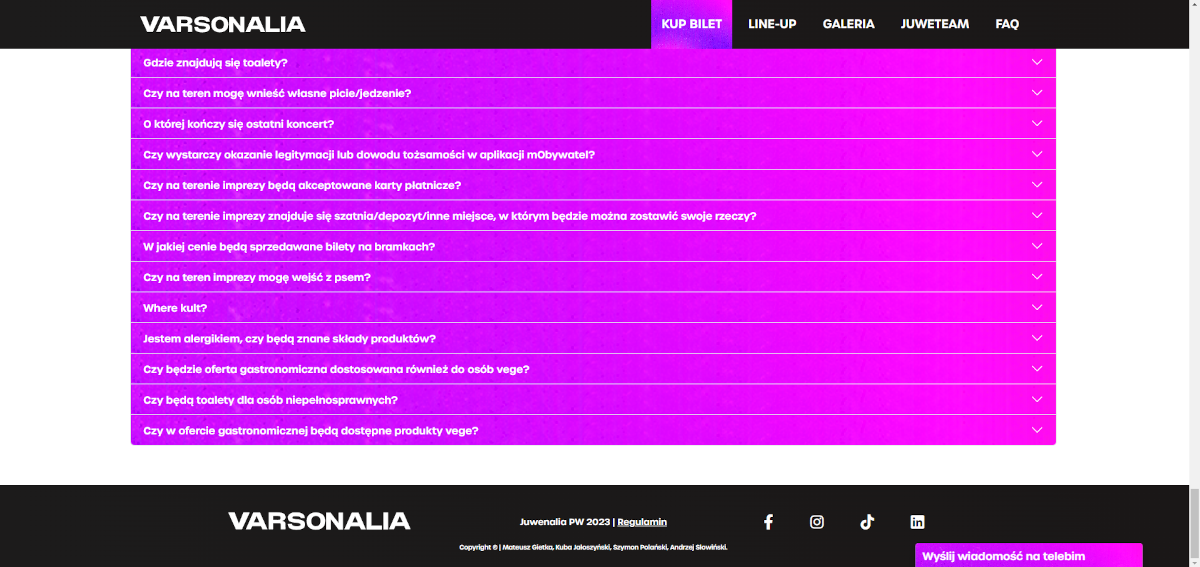 VARSONALIA
KUP BILET
LINE-UP
GALERIA
JUWETEAM
FAQ
Gdzie znajdują się toalety?
Czy na teren mogę wnieść własne picie/jedzenie?
O której kończy się ostatni koncert?
Czy wystarczy okazanie legitymacji lub dowodu tożsamości w aplikacji mObywatel?
Czy na terenie imprezy będą akceptowane karty płatnicze?
Czy na terenie imprezy znajduje się szatnia/depozyt/inne miejsce, w którym będzie można zostawić swoje rzeczy?
W jakiej cenie będą sprzedawane bilety na bramkach?
Czy na teren imprezy mogę wejść z psem?
Where kult?
Jestem alergikiem, czy będą znane składy produktów?
Czy będzie oferta gastronomiczna dostosowana również do osób vege?
Czy będą toalety dla osób niepełnosprawnych?
Czy w ofercie gastronomicznej będą dostępne produkty vege?
VARSONALIA
Juwenalia PW 2023 | Regulamin
Copyright © | Mateusz Gietka, Kuba Jałoszyński, Szymon Polański, Andrzej Słowiński.
Wyślij wiadomość na telebim